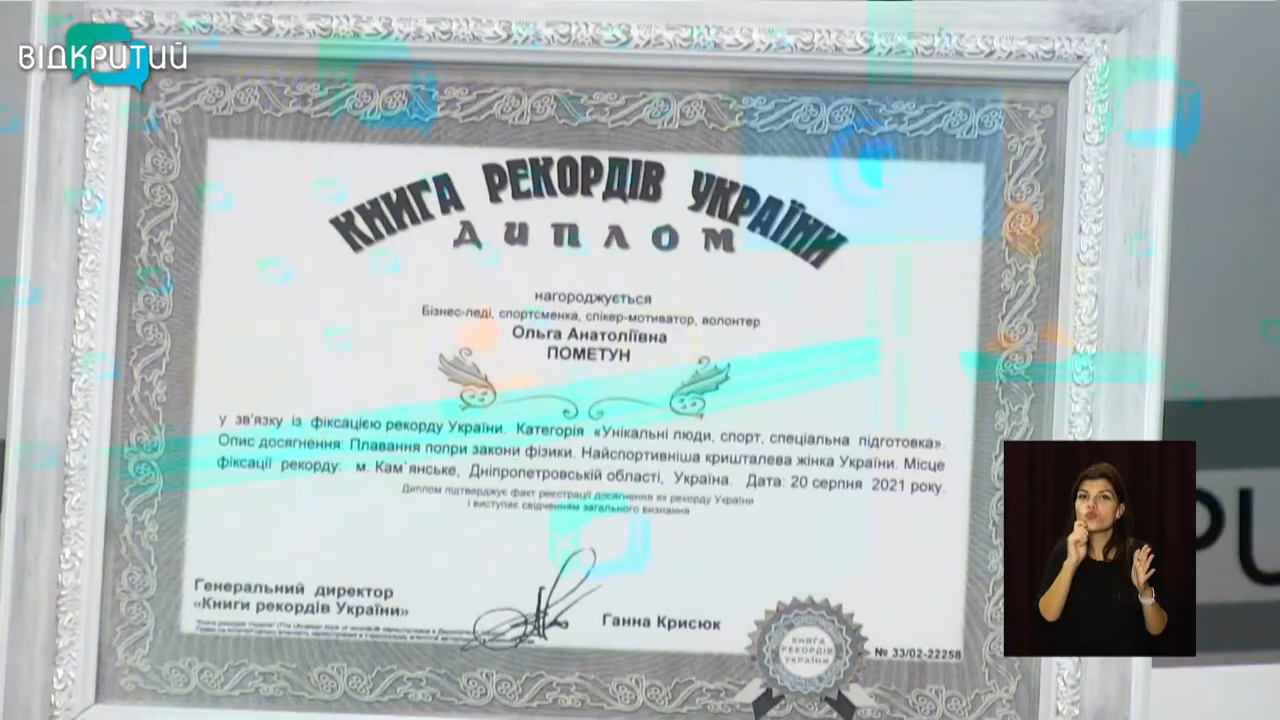 ВІДКРИТИЙ
КНИГА РЕКОРДІВ УКРАЇНИ
ДИПЛОМ
нагороджується
Бізнес-леді, спортсменка, спікер-мотиватор, волонтер
Ольга Анатоліївна
ПОМЕТУН
у зв'язку із фіксацією рекорду України. Категорія «Унікальні люди, спорт, спеціальна підготовка».
Опис досягнення: Плавання попри закони фізики. Найспортивніша кришталева жінка України. Місце
фіксації рекорду: м. Кам`янське, Дніпропетровській області, Україна. Дата: 20 серпня 2021 року.
Диплом підтверджує факт реєстрації досягнення як рекорду України
і виступає свідченням загального визнання
Генеральний директор
«Книги рекордів України»
Ганна Крисюк
КНИГА
РЕКОРДІВ
УКРАЇНИ
№ 33/02-22258